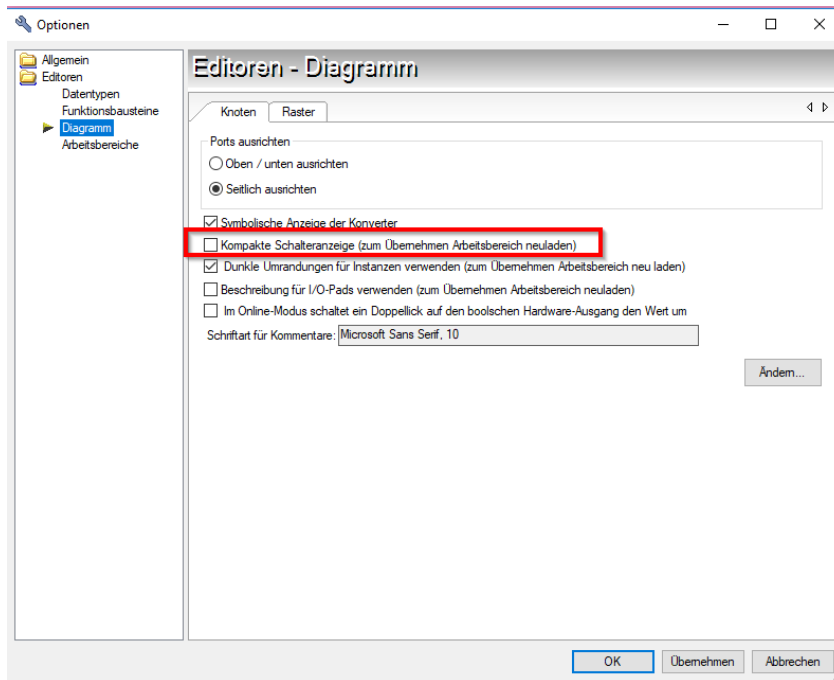 Optionen
Allgemein
Editoren
Datentypen
Funktionsbausteine
Diagramm
Arbeitsbereiche
Editoren - Diagramm
Knoten
Raster
Ports ausrichten
Oben / unten ausrichten
Seitlich ausrichten
Symbolische Anzeige der Konverter
Kompakte Schalteranzeige (zum Übernehmen Arbeitsbereich neuladen)
Dunkle Umrandungen für Instanzen verwenden (zum Übernehmen Arbeitsbereich neu laden)
Beschreibung für I/O-Pads verwenden (zum Übernehmen Arbeitsbereich neuladen)
Im Online-Modus schaltet ein Doppellick auf den boolschen Hardware-Ausgang den Wert um
Schriftart für Kommentare: Microsoft Sans Serif, 10
Ändern...
OK
Übernehmen
Abbrechen